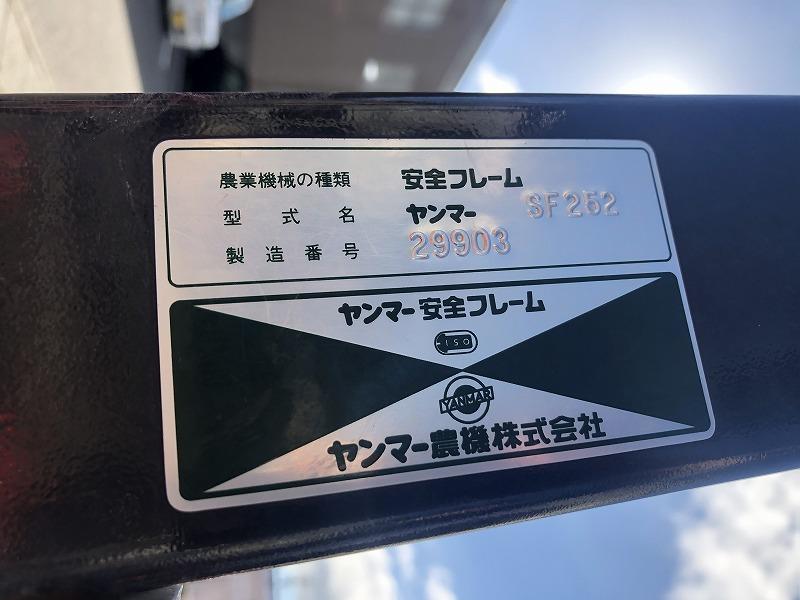 農業機械の種類 安全フレーム
型式名 ヤンマー SF252
製造番号 29903
ヤンマー安全フレーム
ISO
YANMAR
ヤンマー農機株式会社